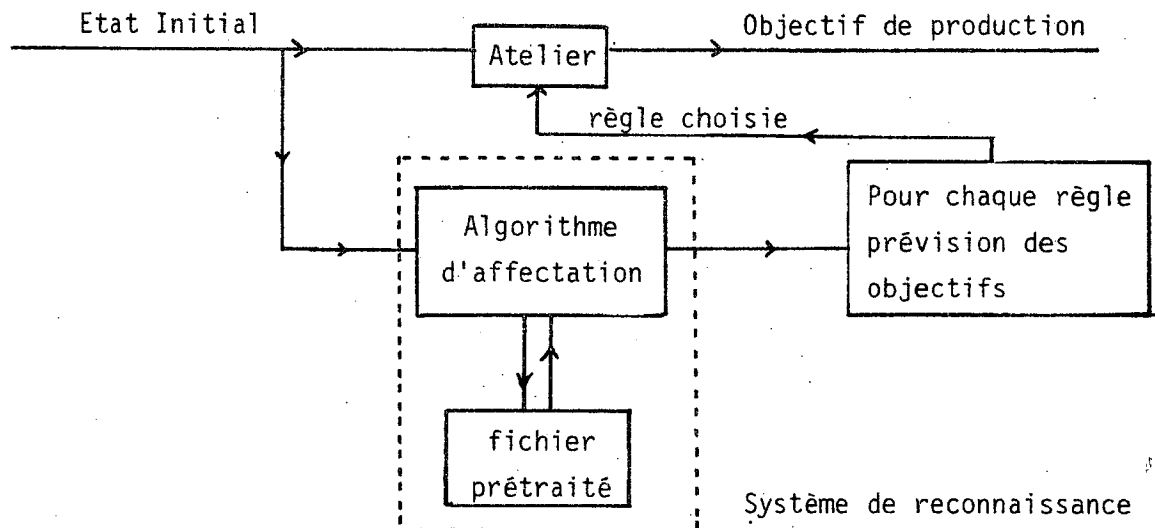 Etat Initial
Objectif de production
Atelier
règle choisie
Pour chaque règle
prévision des
objectifs
Algorithme
d'affectation
fichier
prétraité
Système de reconnaissance